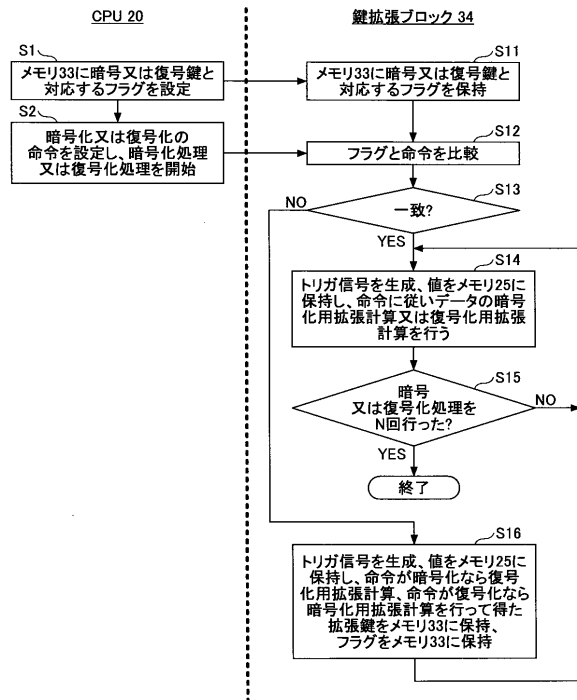 CPU 20
鍵拡張ブロック 34
S1
メモリ33に暗号又は復号鍵と
対応するフラグを設定
S11
メモリ33に暗号又は復号鍵と
対応するフラグを保持
S2
暗号化又は復号化の
命令を設定し、暗号化処理
又は復号化処理を開始
S12
フラグと命令を比較
S13
一致?
NO
YES
S14
トリガ信号を生成、値をメモリ25に
保持し、命令に従いデータの暗号
化用拡張計算又は復号化用拡張
計算を行う
S15
暗号
又は復号化処理を
N回行った?
NO
YES
終了
S16
トリガ信号を生成、値をメモリ25に
保持し、命令が暗号化なら復号
化用拡張計算、命令が復号化なら
暗号化用拡張計算を行って得た
拡張鍵をメモリ33に保持、
フラグをメモリ33に保持